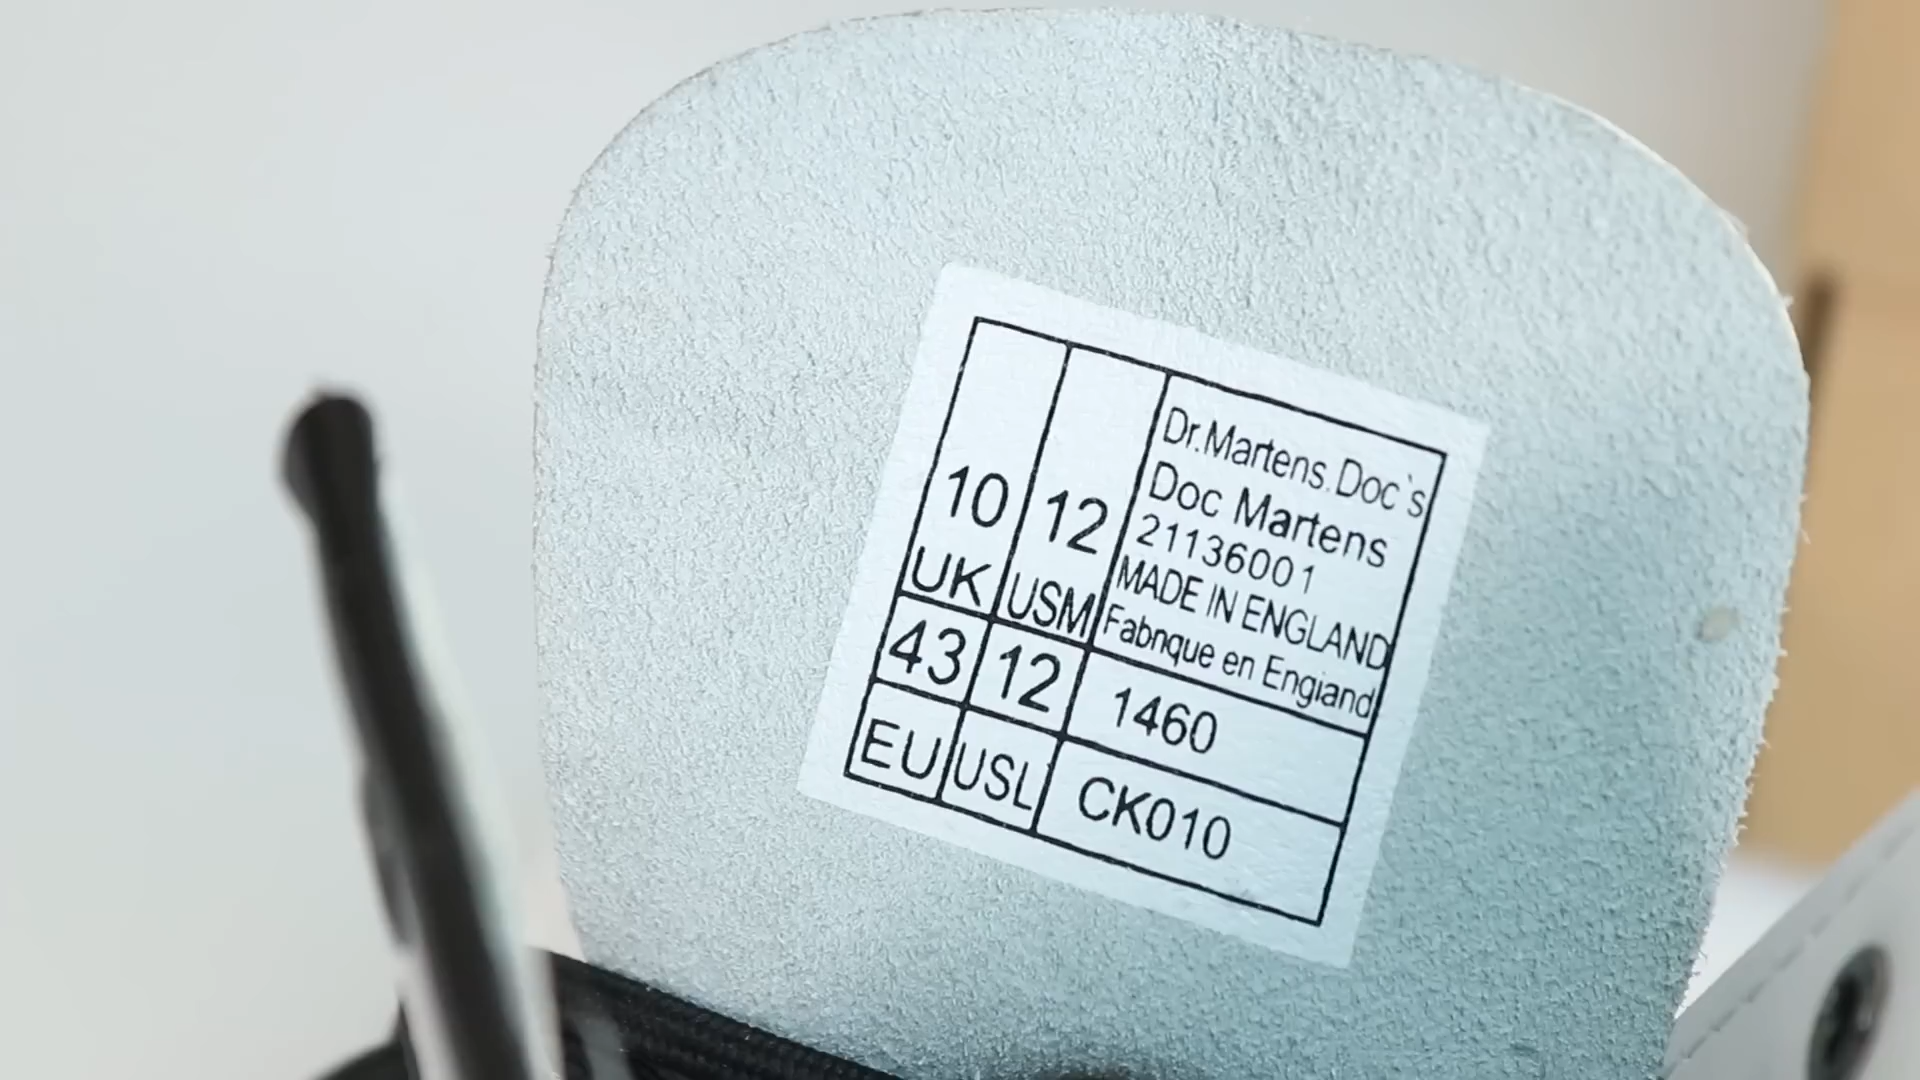 10
UK
12
USM
Dr.Martens.Doc`s
Doc Martens
21136001
MADE IN ENGLAND
Fabnque en Engiand
43
EU
12
USL
1460
CK010